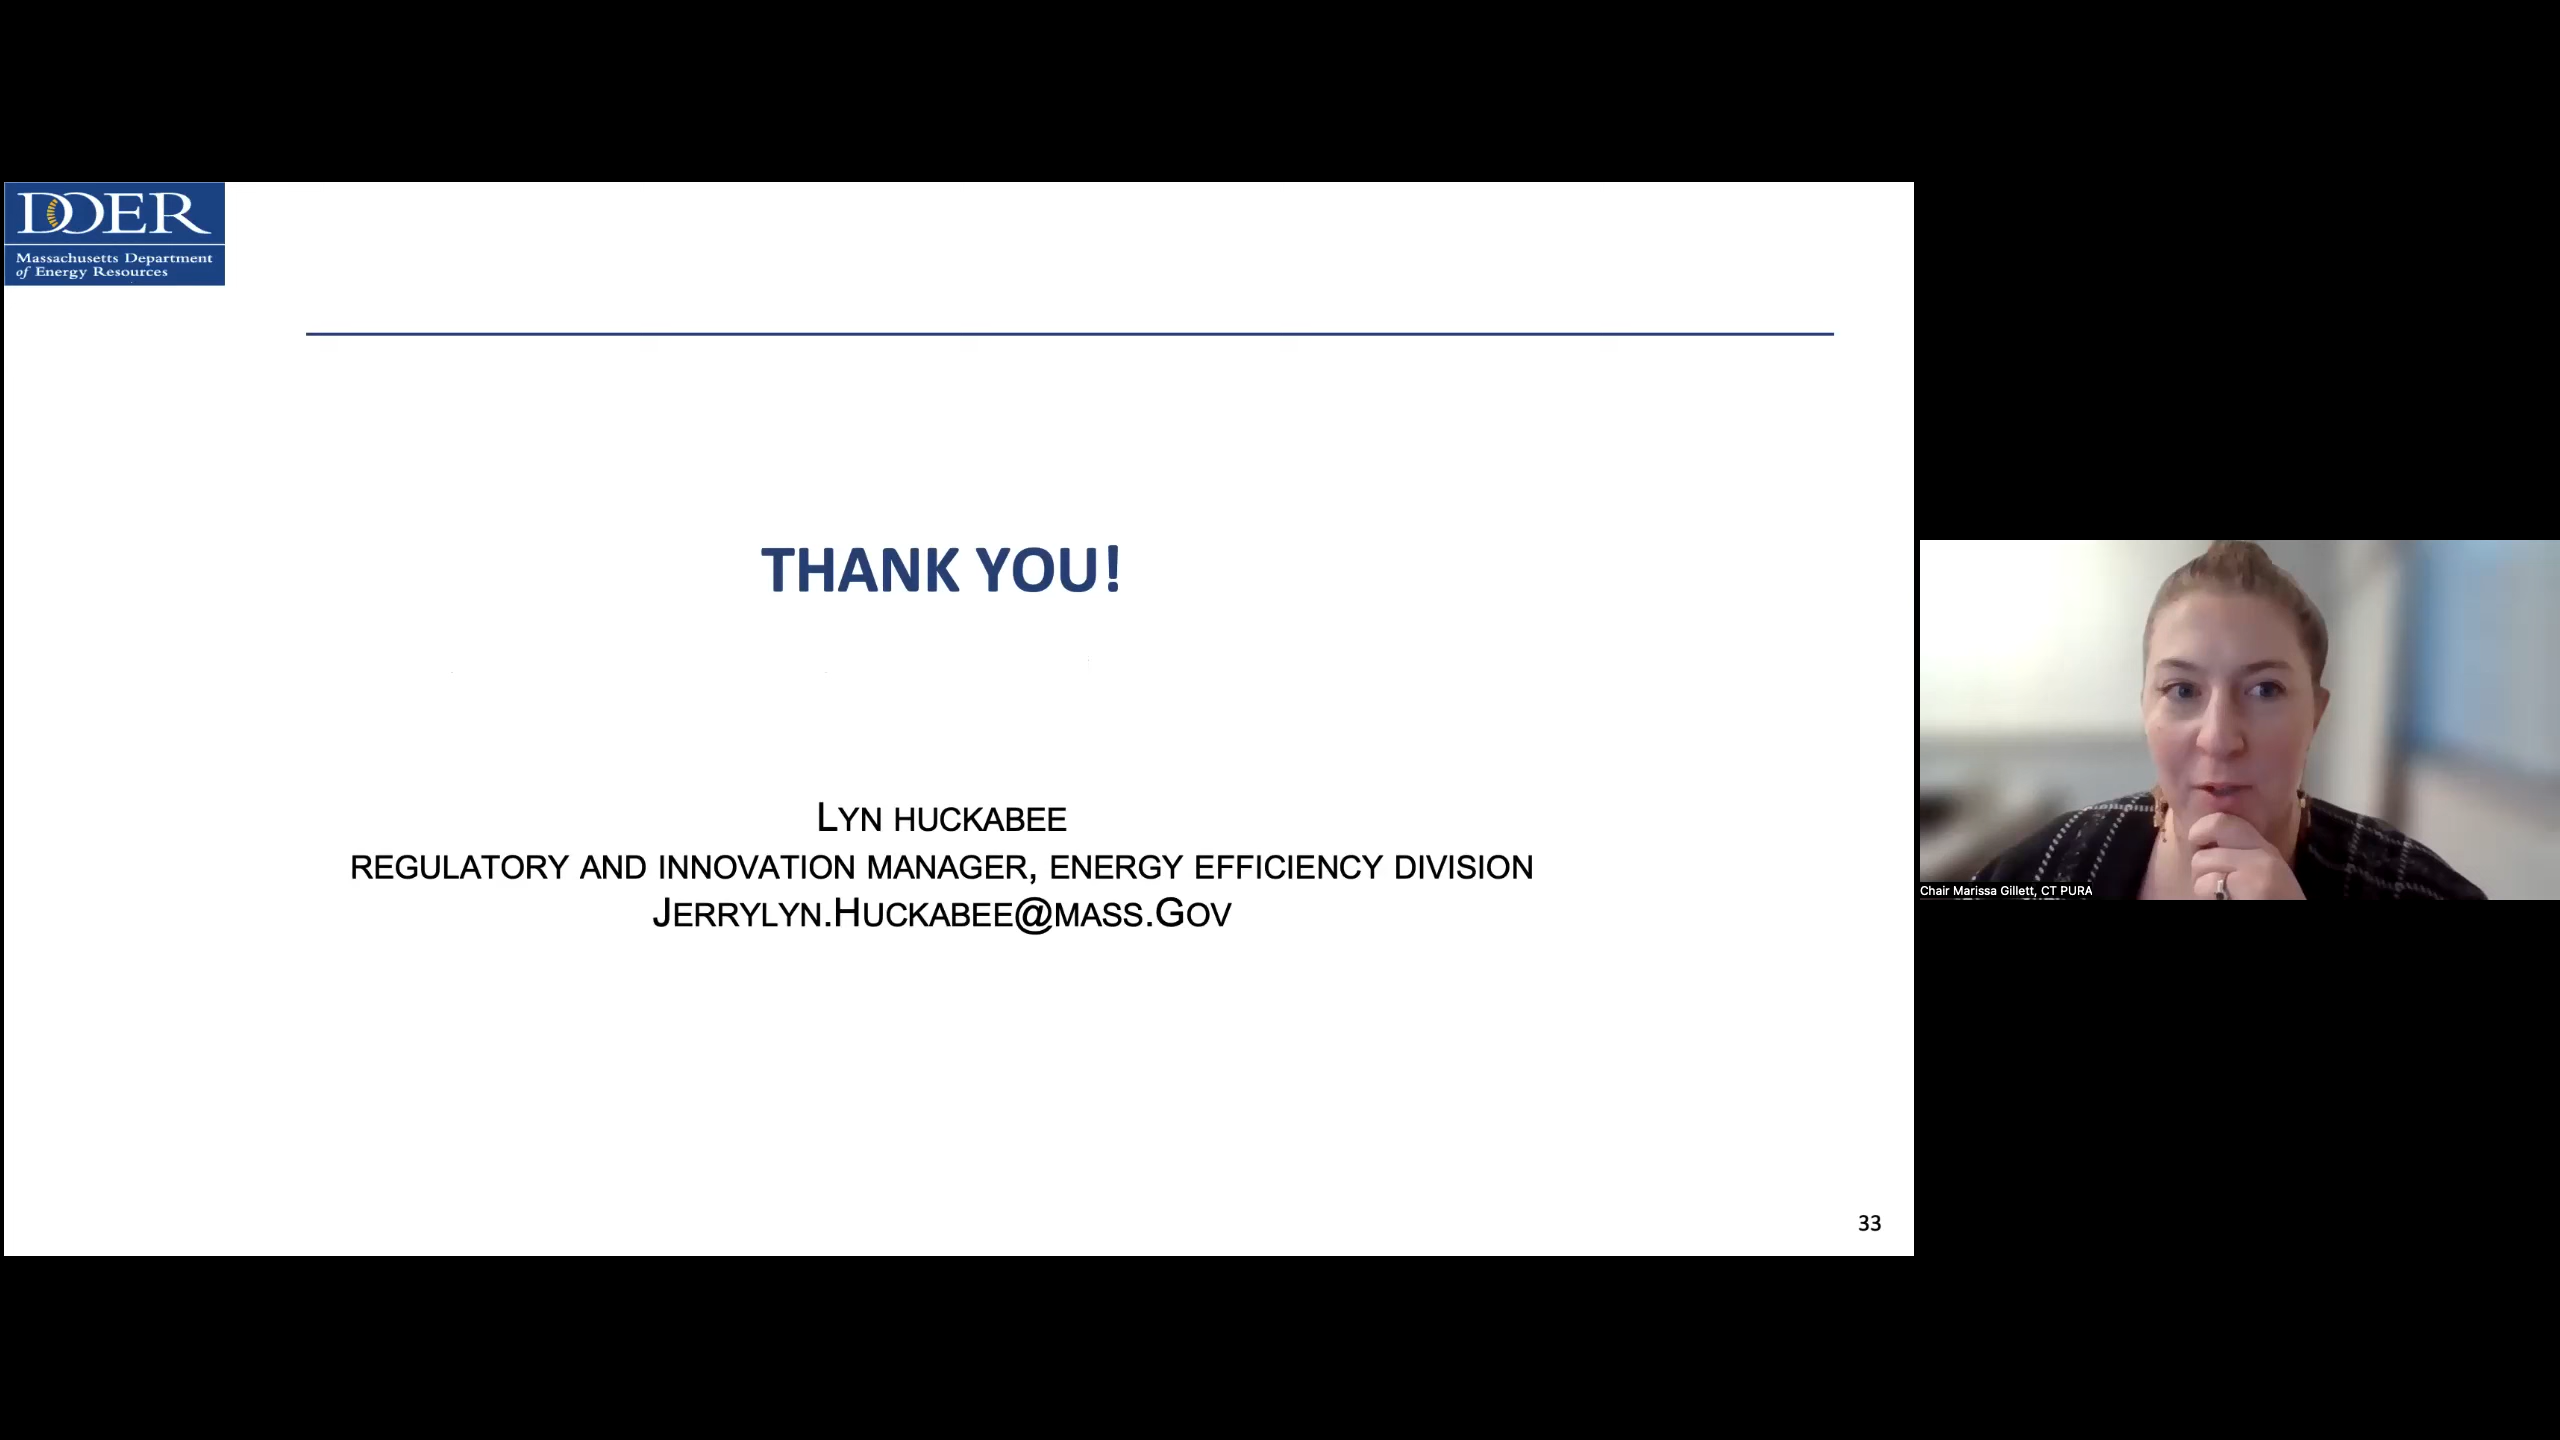 DOER
Massachusetts Department
of Energy Resources
THANK YOU!
LYN HUCKABEE
REGULATORY AND INNOVATION MANAGER, ENERGY EFFICIENCY DIVISION
JERRYLYN.HUCKABEE@MASS.GOV
33
Chair Marissa Gillett, CT PURA